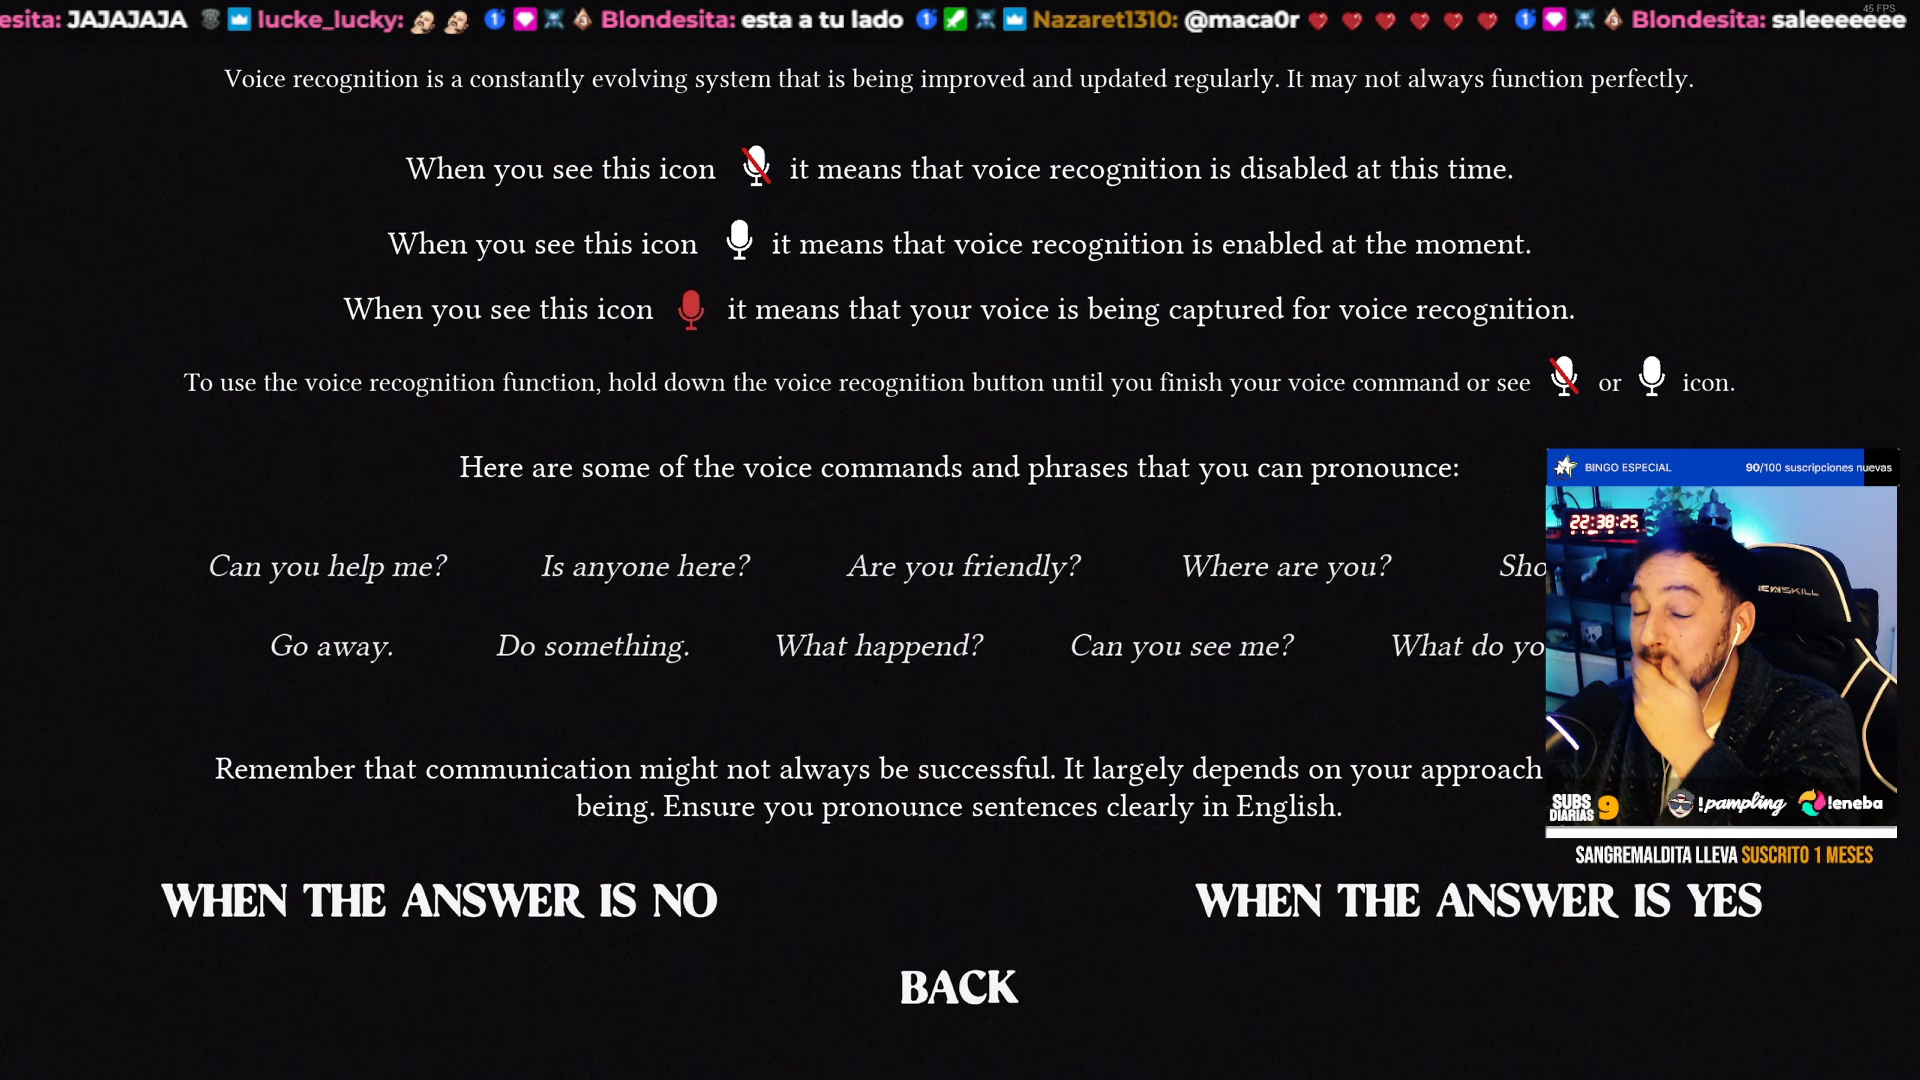 esita: JAJAJAJA lucke_lucky: Blondesita: esta a tu lado Nazaret1310: @maca0r Blondesita: saleeeeeee
45 FPS
Voice recognition is a constantly evolving system that is being improved and updated regularly. It may not always function perfectly.
When you see this icon it means that voice recognition is disabled at this time.
When you see this icon it means that voice recognition is enabled at the moment.
When you see this icon it means that your voice is being captured for voice recognition.
To use the voice recognition function, hold down the voice recognition button until you finish your voice command or see or icon.
Here are some of the voice commands and phrases that you can pronounce:
BINGO ESPECIAL 90/100 suscripciones nuevas
22:38:25
NEWSKILL
Can you help me? Is anyone here? Are you friendly? Where are you? Sho
Go away. Do something. What happend? Can you see me? What do yo
Remember that communication might not always be successful. It largely depends on your approach
being. Ensure you pronounce sentences clearly in English.
SUBS DIARIAS 9 !pampling !eneba
SANGREMALDITA LLEVA SUSCRITO 1 MESES
WHEN THE ANSWER IS NO
WHEN THE ANSWER IS YES
BACK